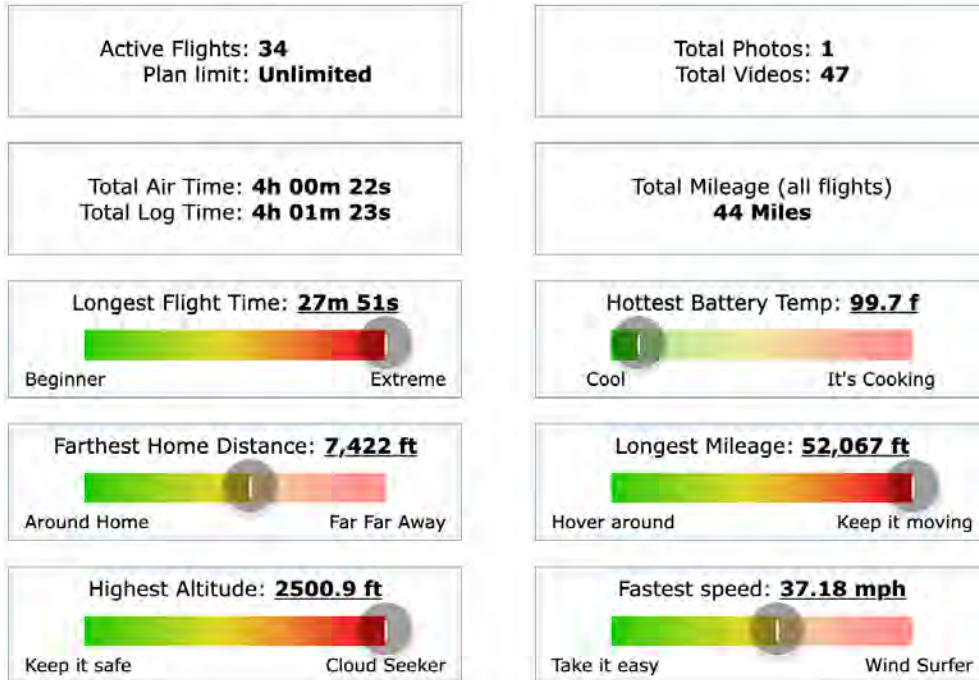 Active Flights: 34
Plan limit: Unlimited
Total Photos: 1
Total Videos: 47
Total Air Time: 4h 00m 22s
Total Log Time: 4h 01m 23s
Total Mileage (all flights)
44 Miles
Longest Flight Time: 27m 51s
Beginner Extreme
Hottest Battery Temp: 99.7 f
Cool It's Cooking
Farthest Home Distance: 7,422 ft
Around Home Far Far Away
Longest Mileage: 52,067 ft
Hover around Keep it moving
Highest Altitude: 2500.9 ft
Keep it safe Cloud Seeker
Fastest speed: 37.18 mph
Take it easy Wind Surfer